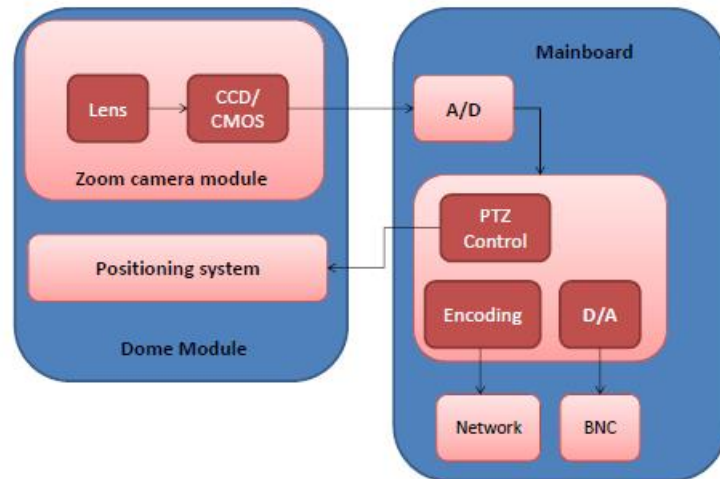 Mainboard
Lens
CCD/
CMOS
A/D
Zoom camera module
PTZ
Control
Positioning system
Encoding
D/A
Dome Module
Network
BNC